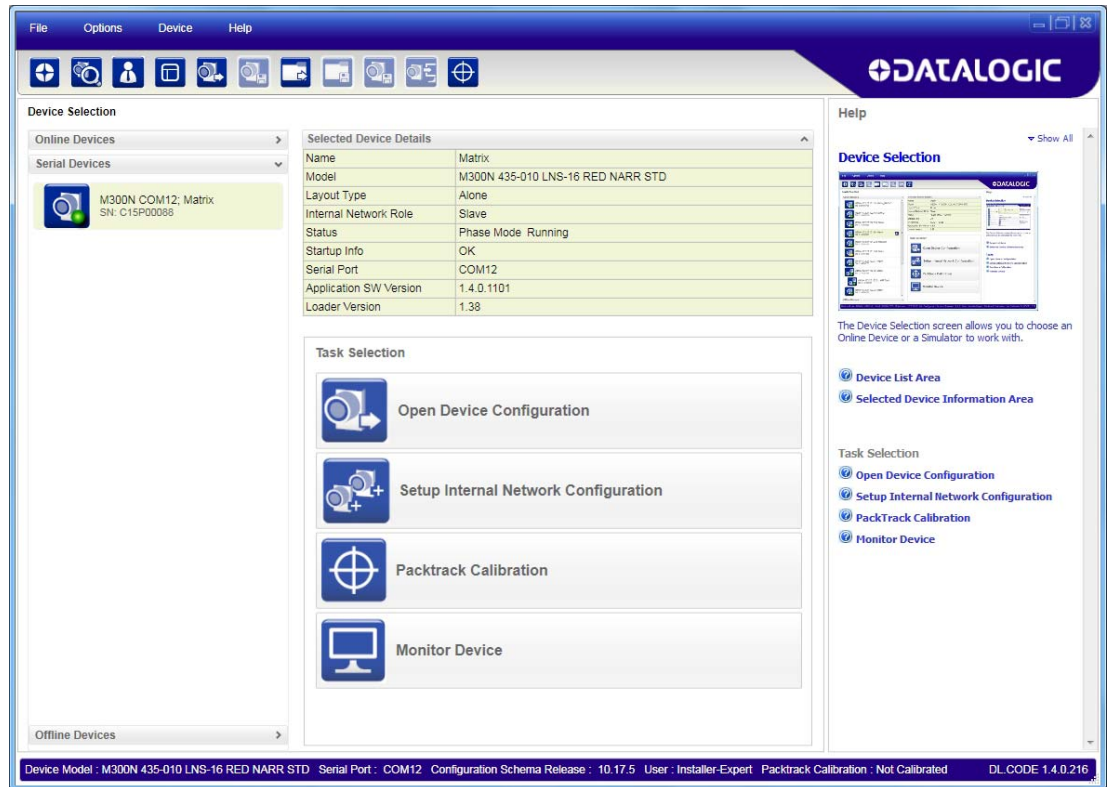 File Options Device Help
DATALOGIC
Device Selection
Online Devices
Serial Devices
M300N COM12; Matrix
SN: C15P00088
Offline Devices
Selected Device Details
Name Matrix
Model M300N 435-010 LNS-16 RED NARR STD
Layout Type Alone
Internal Network Role Slave
Status Phase Mode Running
Startup Info OK
Serial Port COM12
Application SW Version 1.4.0.1101
Loader Version 1.38
Task Selection
Open Device Configuration
Setup Internal Network Configuration
Packtrack Calibration
Monitor Device
Help
Show All
Device Selection
DATALOGIC
The Device Selection screen allows you to choose an
Online Device or a Simulator to work with.
Device List Area
Selected Device Information Area
Task Selection
Open Device Configuration
Setup Internal Network Configuration
PackTrack Calibration
Monitor Device
Device Model : M300N 435-010 LNS-16 RED NARR STD Serial Port : COM12 Configuration Schema Release : 10.17.5 User : Installer-Expert Packtrack Calibration : Not Calibrated DL.CODE 1.4.0.216